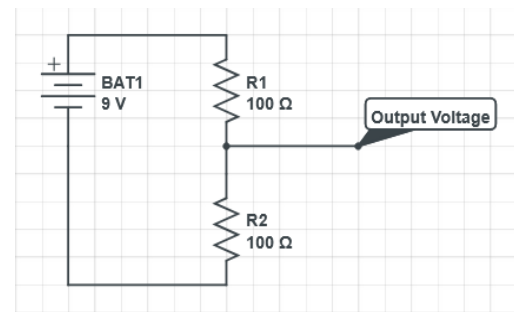 +
BAT1
9 V
R1
100 Ω
Output Voltage
R2
100 Ω